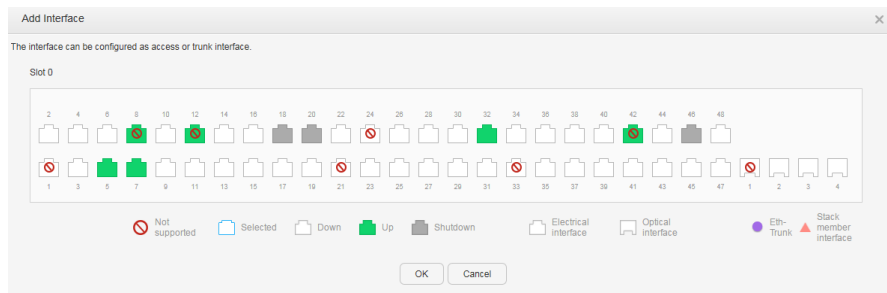 Add Interface
The interface can be configured as access or trunk interface.
Slot 0
2 4 6 8 10 12 14 16 18 20 22 24 26 28 30 32 34 36 38 40 42 44 46 48
1 3 5 7 9 11 13 15 17 19 21 23 25 27 29 31 33 35 37 39 41 43 45 47 1 2 3 4
Not supported Selected Down Up Shutdown Electrical interface Optical interface Eth-Trunk Stack member interface
OK Cancel